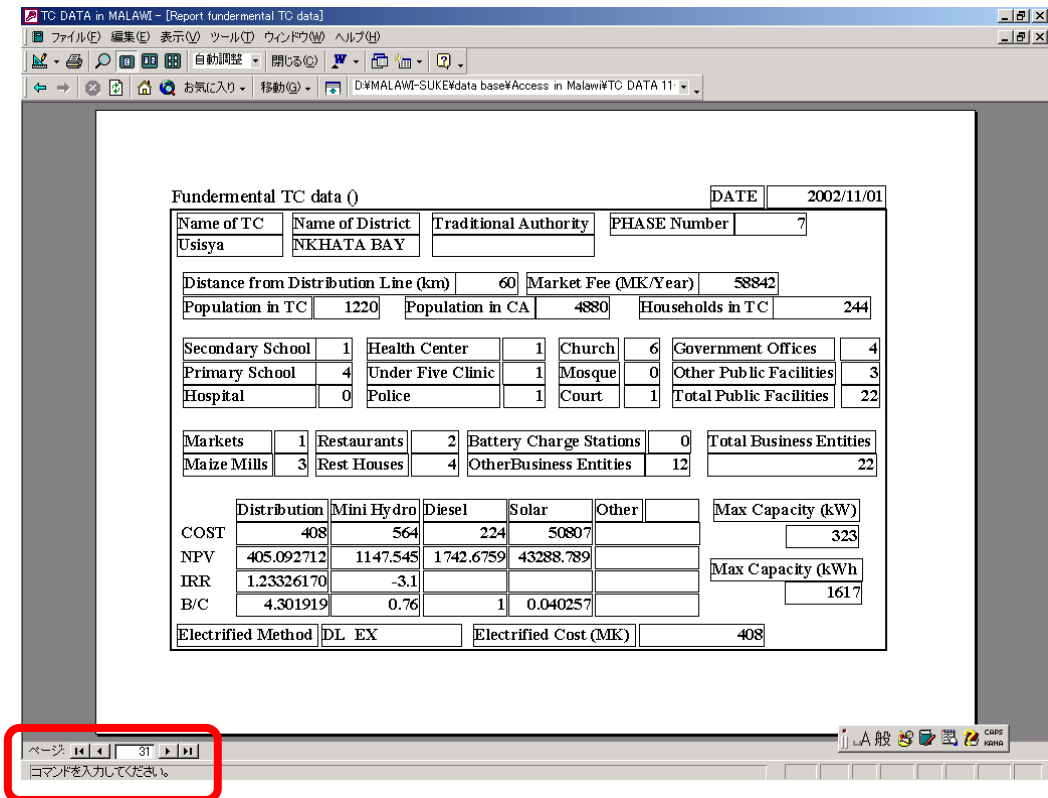 TC DATA in MALAWI - [Report fundermental TC data]
ファイル(F) 編集(E) 表示(V) ツール(T) ウィンドウ(W) ヘルプ(H)
自動調整 閉じる(C)
お気に入り 移動(G) D:¥MALAWI-SUKE¥data base¥Access in Malawi¥TC DATA 11-
Fundermental TC data () DATE 2002/11/01
Name of TC Name of District Traditional Authority PHASE Number 7
Usisya NKHATA BAY
Distance from Distribution Line (km) 60 Market Fee (MK/Year) 58842
Population in TC 1220 Population in CA 4880 Households in TC 244
Secondary School 1 Health Center 1 Church 6 Government Offices 4
Primary School 4 Under Five Clinic 1 Mosque 0 Other Public Facilities 3
Hospital 0 Police 1 Court 1 Total Public Facilities 22
Markets 1 Restaurants 2 Battery Charge Stations 0 Total Business Entities
Maize Mills 3 Rest Houses 4 OtherBusiness Entities 12 22
Distribution Mini Hydro Diesel Solar Other Max Capacity (kW)
COST 408 564 224 50807 323
NPV 405.092712 1147.545 1742.6759 43288.789
Max Capacity (kWh
IRR 1.23326170 -3.1
1617
B/C 4.301919 0.76 1 0.040257
Electrified Method DL EX Electrified Cost (MK) 408
A 般 CAPS KANA
ページ: 31
コマンドを入力してください。